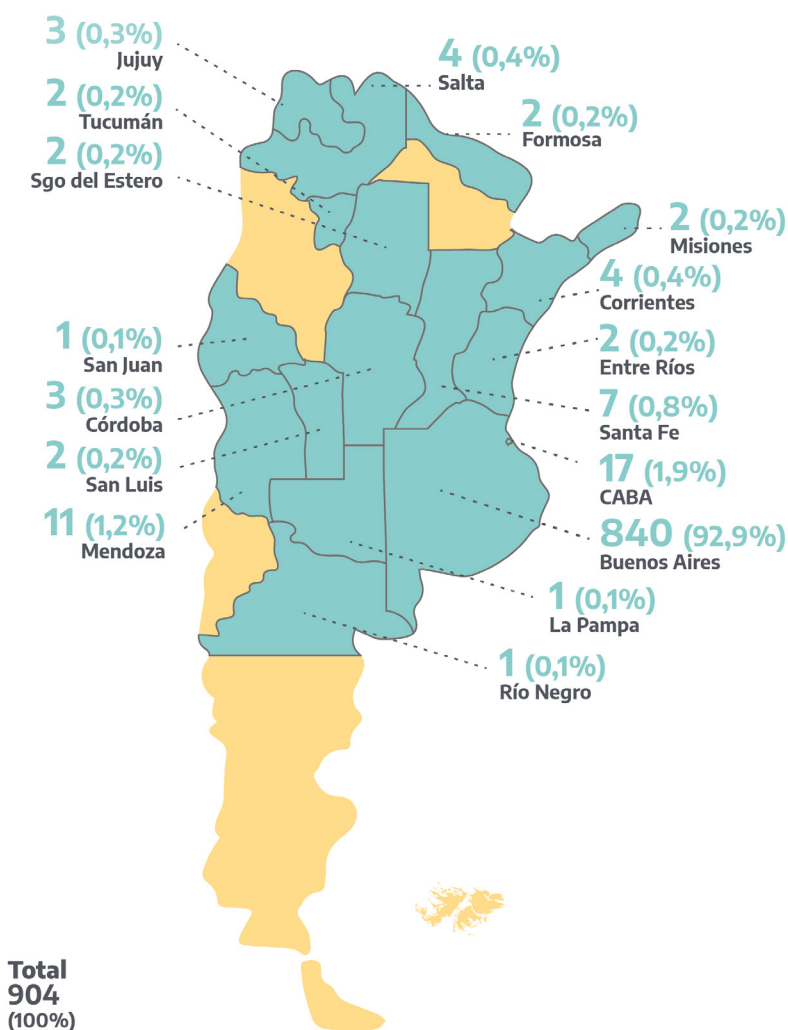 3 (0,3%)
Jujuy
2 (0,2%)
Tucumán
2 (0,2%)
Sgo del Estero
1 (0,1%)
San Juan
3 (0,3%)
Córdoba
2 (0,2%)
San Luis
11 (1,2%)
Mendoza
4 (0,4%)
Salta
2 (0,2%)
Formosa
2 (0,2%)
Misiones
4 (0,4%)
Corrientes
2 (0,2%)
Entre Ríos
7 (0,8%)
Santa Fe
17 (1,9%)
CABA
840 (92,9%)
Buenos Aires
1 (0,1%)
La Pampa
1 (0,1%)
Río Negro
Total
904
(100%)